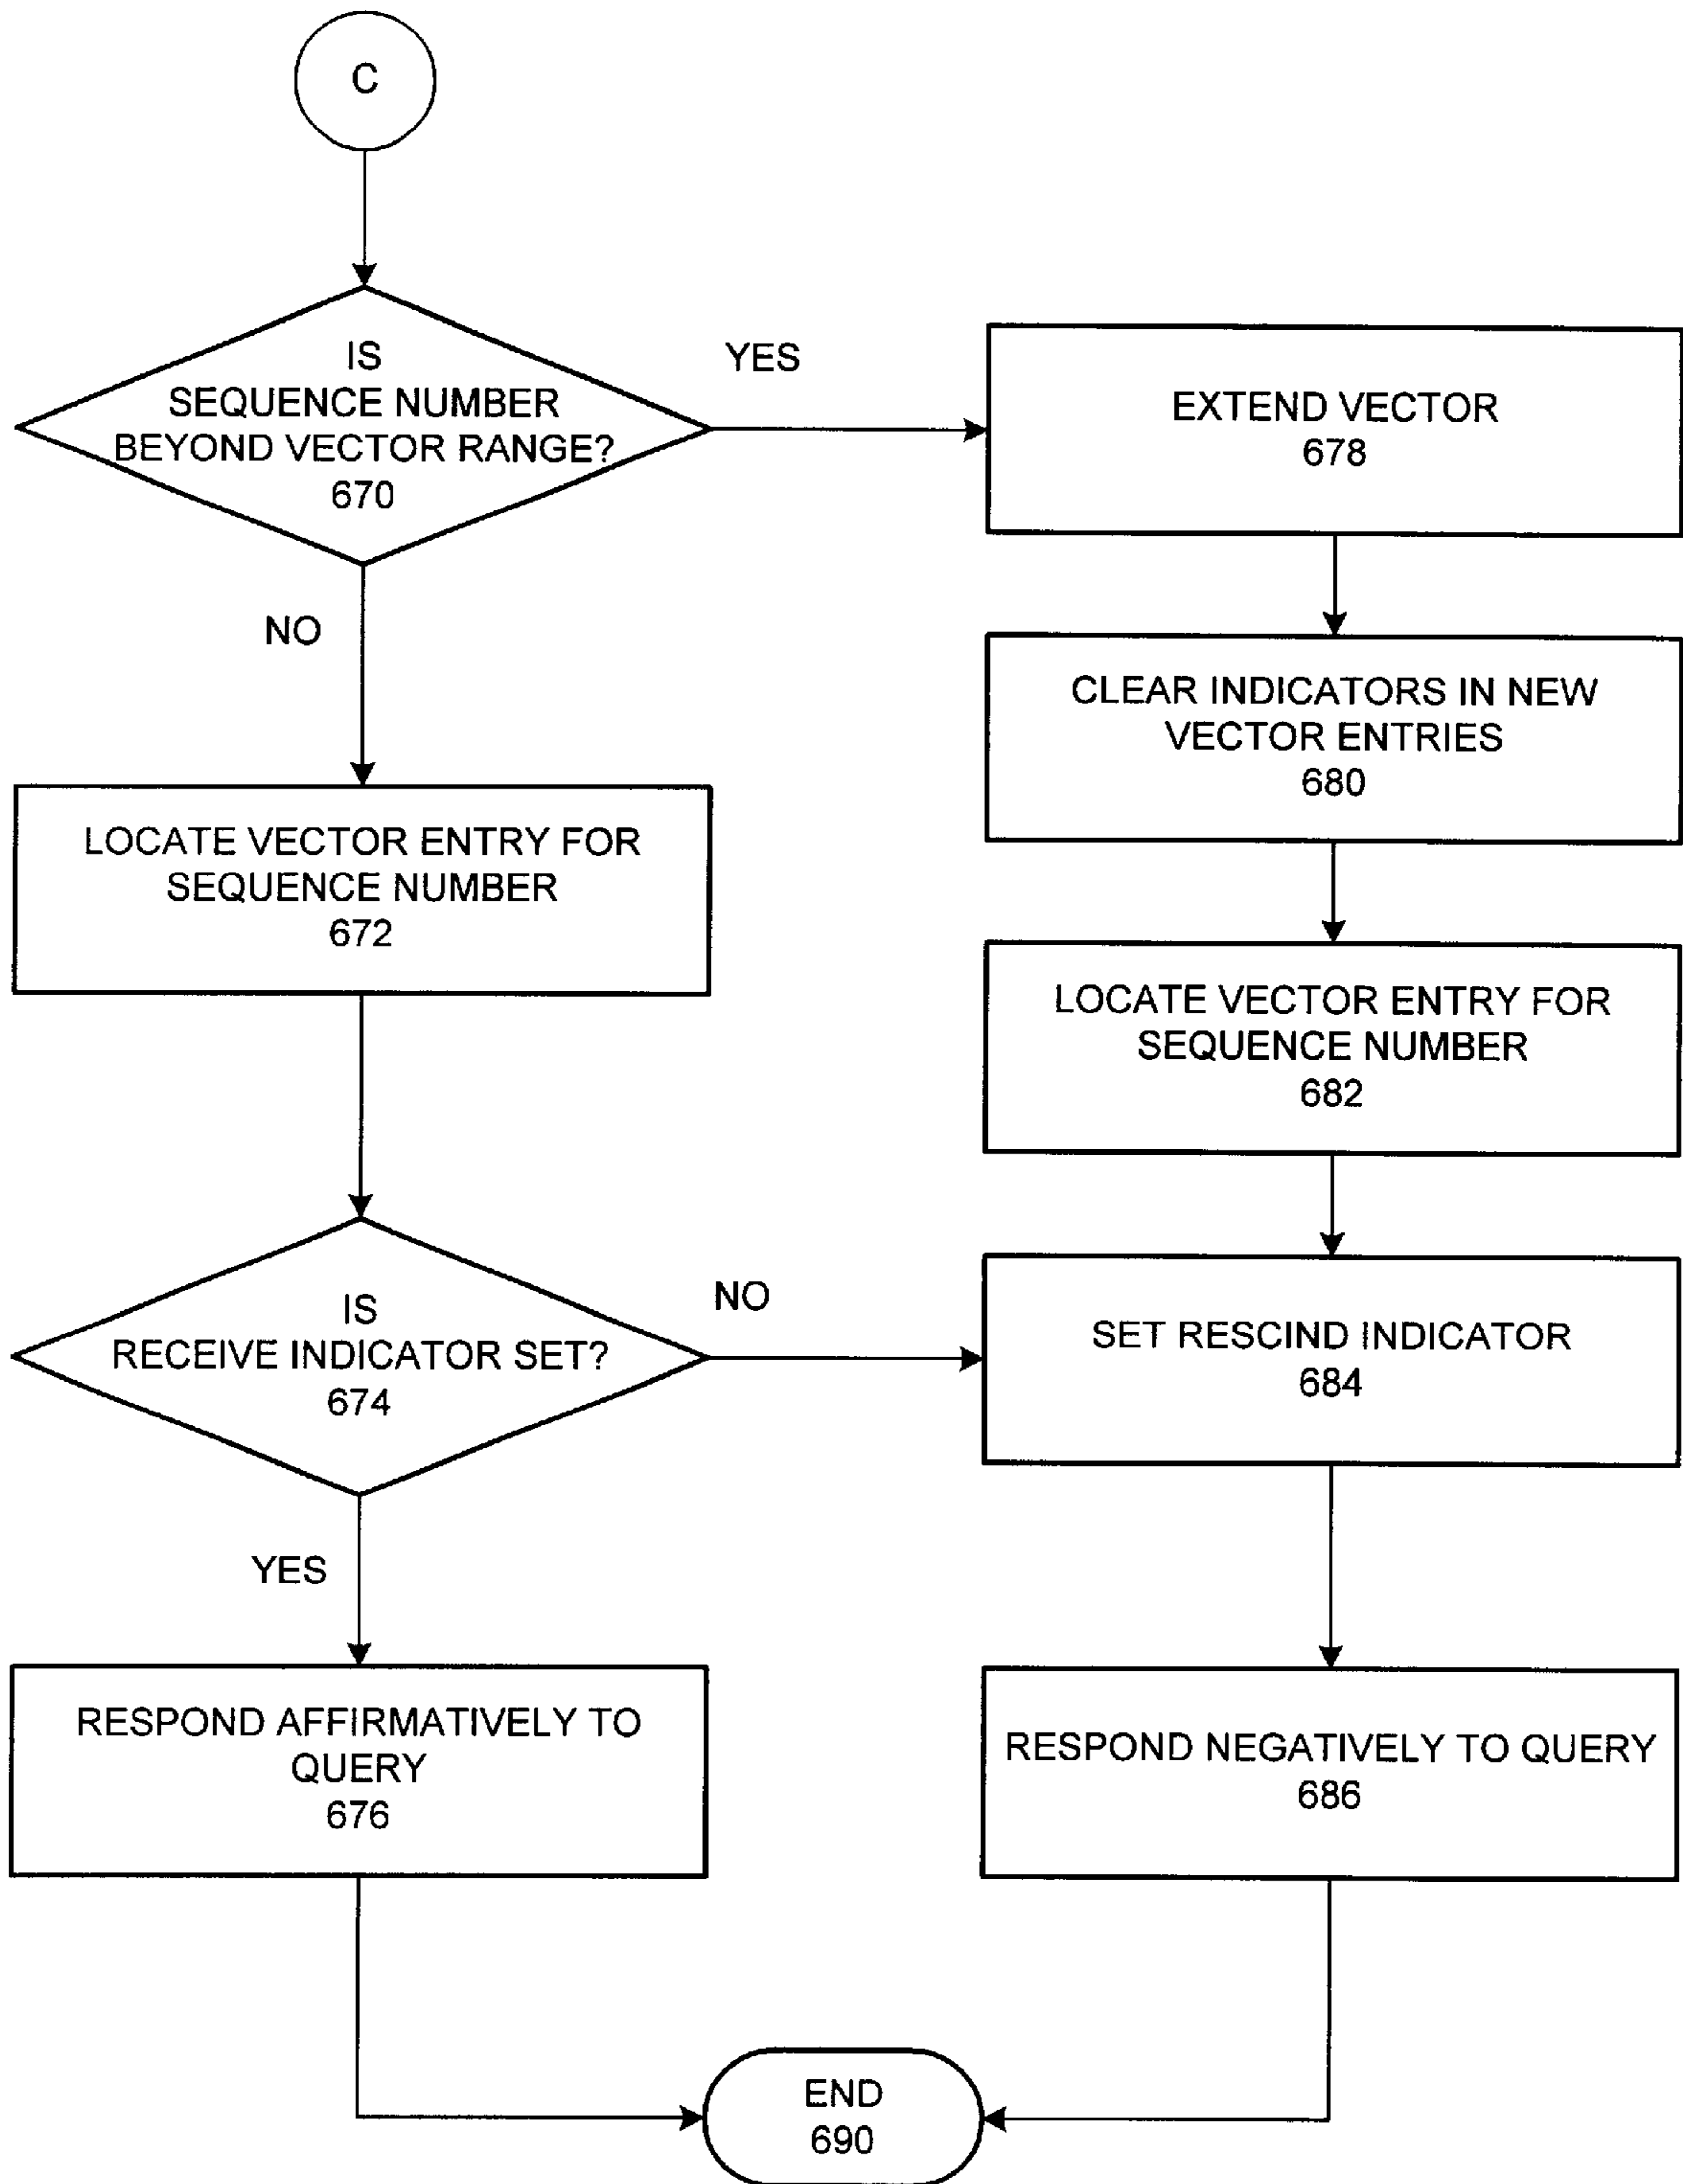 C
IS
SEQUENCE NUMBER
BEYOND VECTOR RANGE?
670
YES
NO
EXTEND VECTOR
678
CLEAR INDICATORS IN NEW
VECTOR ENTRIES
680
LOCATE VECTOR ENTRY FOR
SEQUENCE NUMBER
672
LOCATE VECTOR ENTRY FOR
SEQUENCE NUMBER
682
IS
RECEIVE INDICATOR SET?
674
NO
YES
SET RESCIND INDICATOR
684
RESPOND AFFIRMATIVELY TO
QUERY
676
RESPOND NEGATIVELY TO QUERY
686
END
690